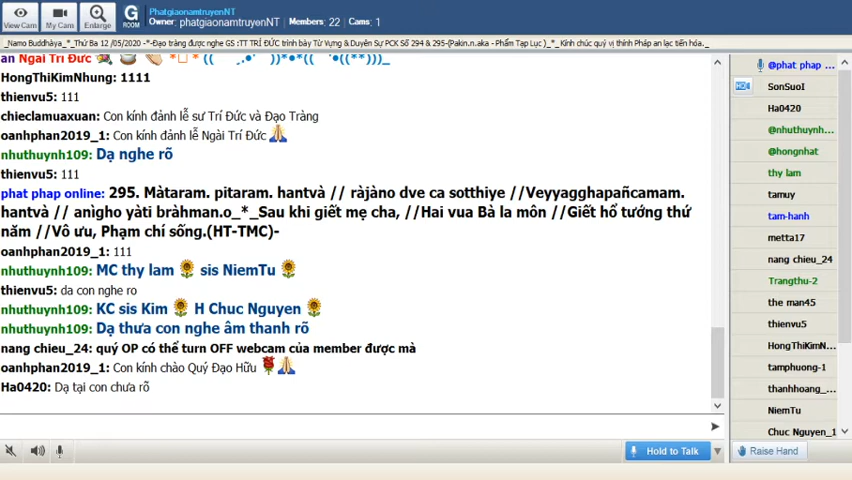 View Cam
My Cam
Enlarge
G
ROOM
PhatgiaonamtruyenNT
Owner: phatgiaonamtruyenNT | Members: 22 | Cams: 1
_Namo Buddhàya _*_Thứ Ba 12 /05/2020 -*-Đạo tràng được nghe GS :TT TRÍ ĐỨC trình bày Từ Vựng &Duyên Sự PCK Số 294 & 295-(Pakin.n.aka - Phẩm Tạp Lục )_*_Kính chúc quý vị thính Pháp an lạc tiến hóa._
an Ngài Trí Đức
HongThiKimNhung: 1111
thienvu5: 111
chieclamuaxuan: Con kính đảnh lễ sư Trí Đức và Đạo Tràng
oanhphan2019_1: Con kính đảnh lễ Ngài Trí Đức
nhuthuynh109: Dạ nghe rõ
thienvu5: 111
phat phap online: 295. Màtaram. pitaram. hantvà // ràjàno dve ca sotthiye //Veyyagghapañcamam.
hantvà // anìgho yàti bràhman.o_*_Sau khi giết mẹ cha, //Hai vua Bà la môn //Giết hổ tướng thứ
năm //Vô ưu, Phạm chí sống.(HT-TMC)-
oanhphan2019_1: 111
nhuthuynh109: MC thy lam sis NiemTu
thienvu5: da con nghe ro
nhuthuynh109: KC sis Kim H Chuc Nguyen
nhuthuynh109: Dạ thưa con nghe âm thanh rõ
nang chieu_24: quý OP có thể turn OFF webcam của member được mà
oanhphan2019_1: Con kính chào Quý Đạo Hữu
Ha0420: Dạ tại con chưa rõ
@phat phap ...
HD
SonSuoI
Ha0420
@nhuthuynh...
@hongnhat
thy lam
tamuy
tam-hanh
metta17
nang chieu_24
Trangthu-2
the man45
thienvu5
HongThiKimN...
tamphuong-1
thanhhoang_...
NiemTu
Chuc Nguyen_1
Hold to Talk
Raise Hand